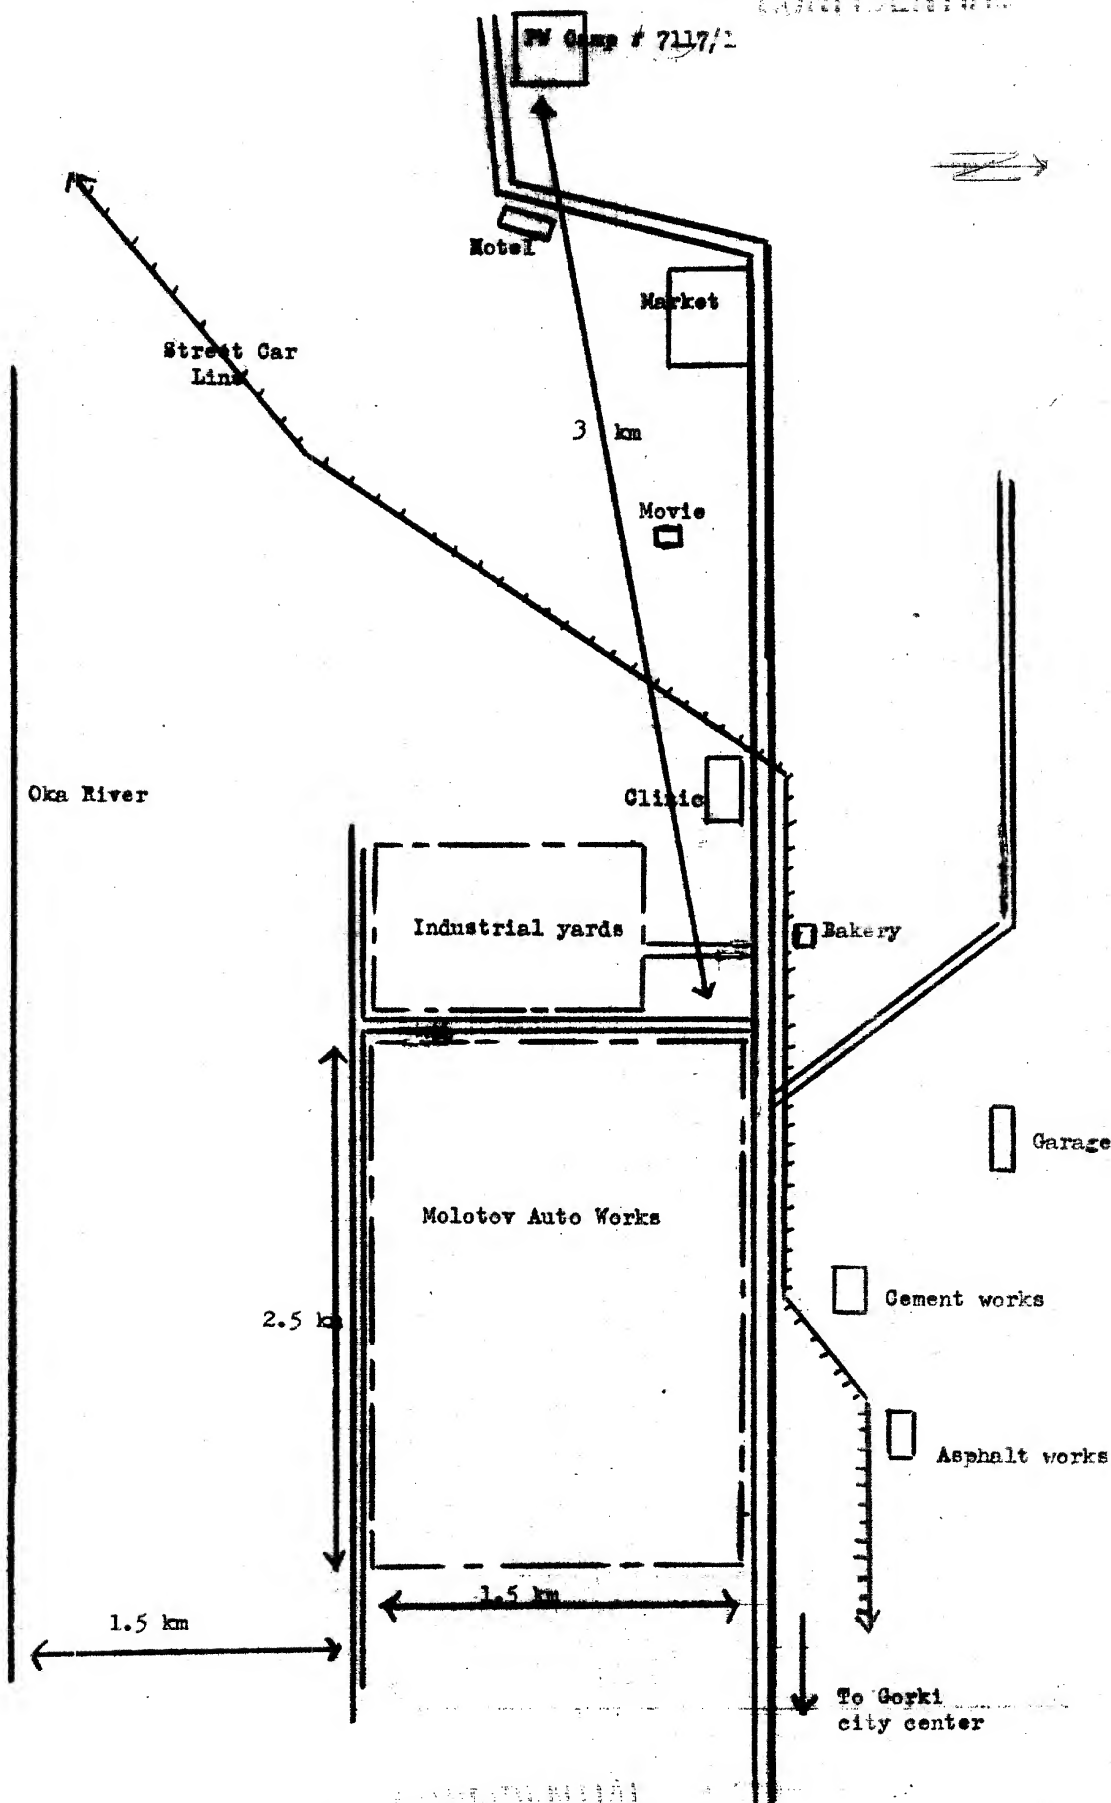 CONFIDENTIAL
PW Camp # 7117/1
N
Hotel
Market
Street Car
Line
3 km
Movie
Oka River
Clinic
Industrial yards
Bakery
Garage
Molotov Auto Works
Cement works
2.5 km
Asphalt works
1.5 km
1.5 km
To Gorki
city center
CONFIDENTIAL